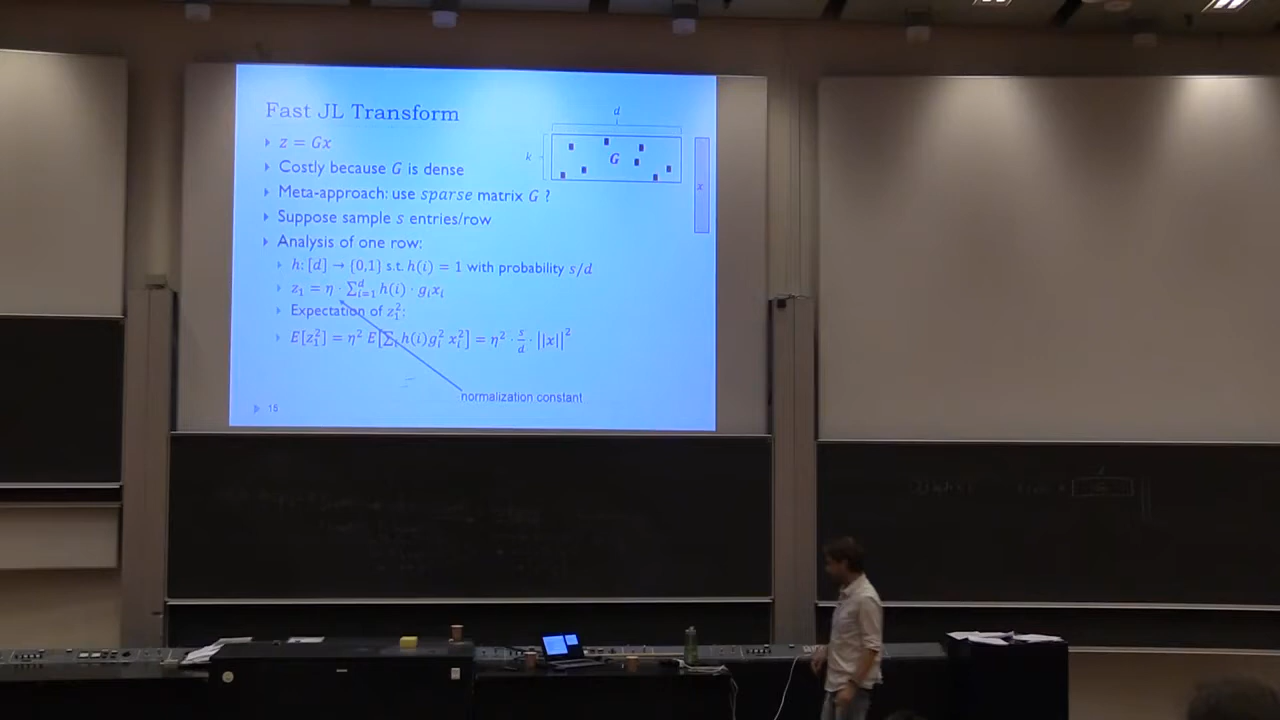 Fast JL Transform
z = Gx
Costly because G is dense
Meta-approach: use sparse matrix G ?
Suppose sample s entries/row
Analysis of one row:
h: [d] → {0,1} s.t. h(i) = 1 with probability s/d
z₁ = η · ∑ᵢ₌₁ᵈ h(i) · gᵢxᵢ
Expectation of z₁²:
E[z₁²] = η² E[∑ᵢ h(i)gᵢ² xᵢ²] = η² · s/d · ||x||²
normalization constant
15
d
k
G
x